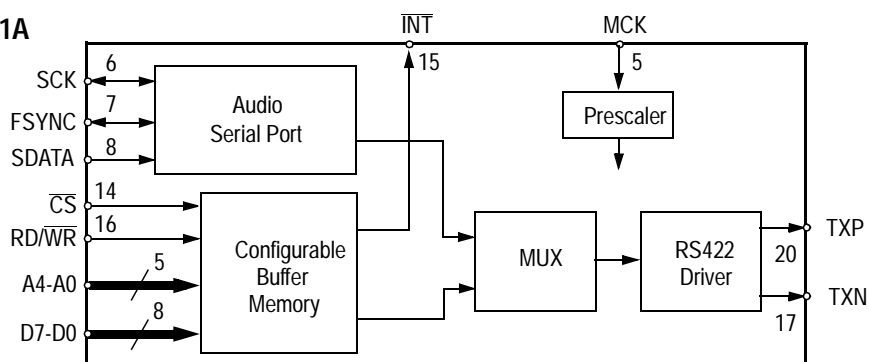 1A
INT
MCK
SCK
6
15
5
FSYNC
7
Audio
Serial Port
Prescaler
SDATA
8
CS
14
RD/WR
16
A4-A0
5
Configurable
Buffer
Memory
MUX
RS422
Driver
TXP
20
D7-D0
8
TXN
17